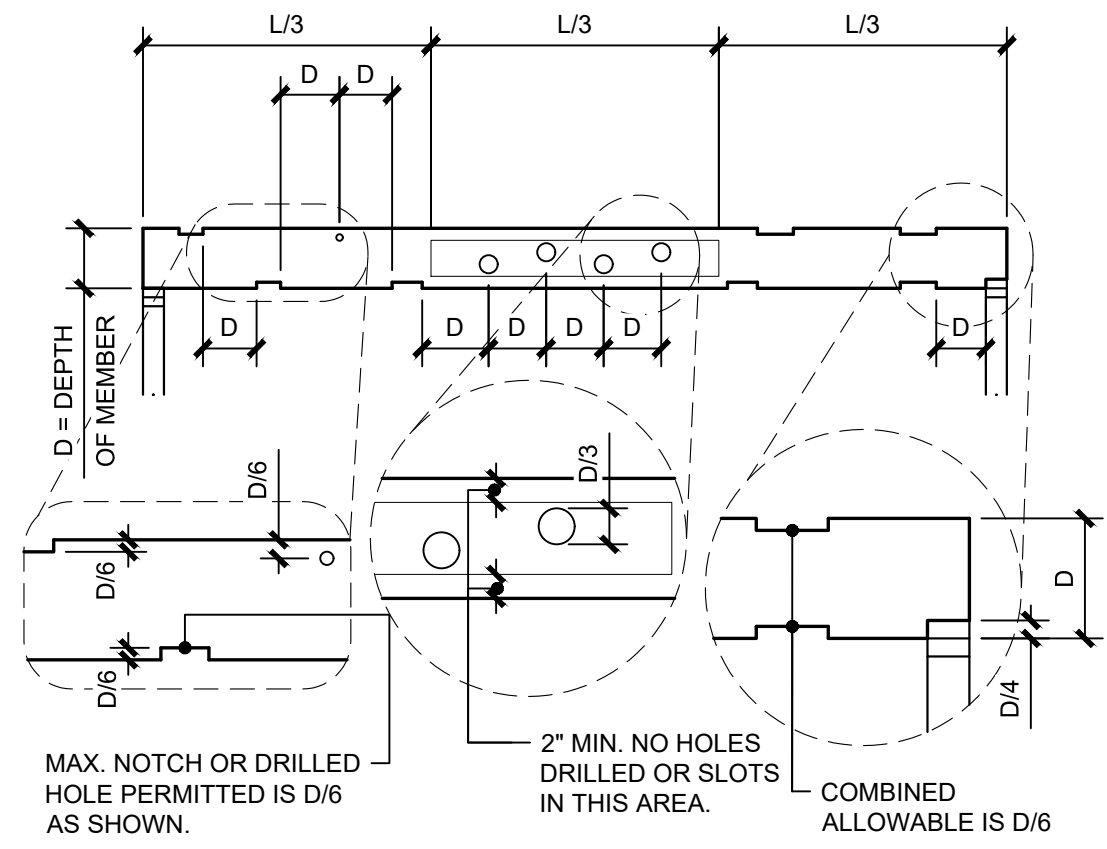 L/3
L/3
L/3
D
D
D
D
D
D
D
D
D = DEPTH
OF MEMBER
D/6
D/6
D/6
D/3
D
D/4
MAX. NOTCH OR DRILLED
HOLE PERMITTED IS D/6
AS SHOWN.
2" MIN. NO HOLES
DRILLED OR SLOTS
IN THIS AREA.
COMBINED
ALLOWABLE IS D/6